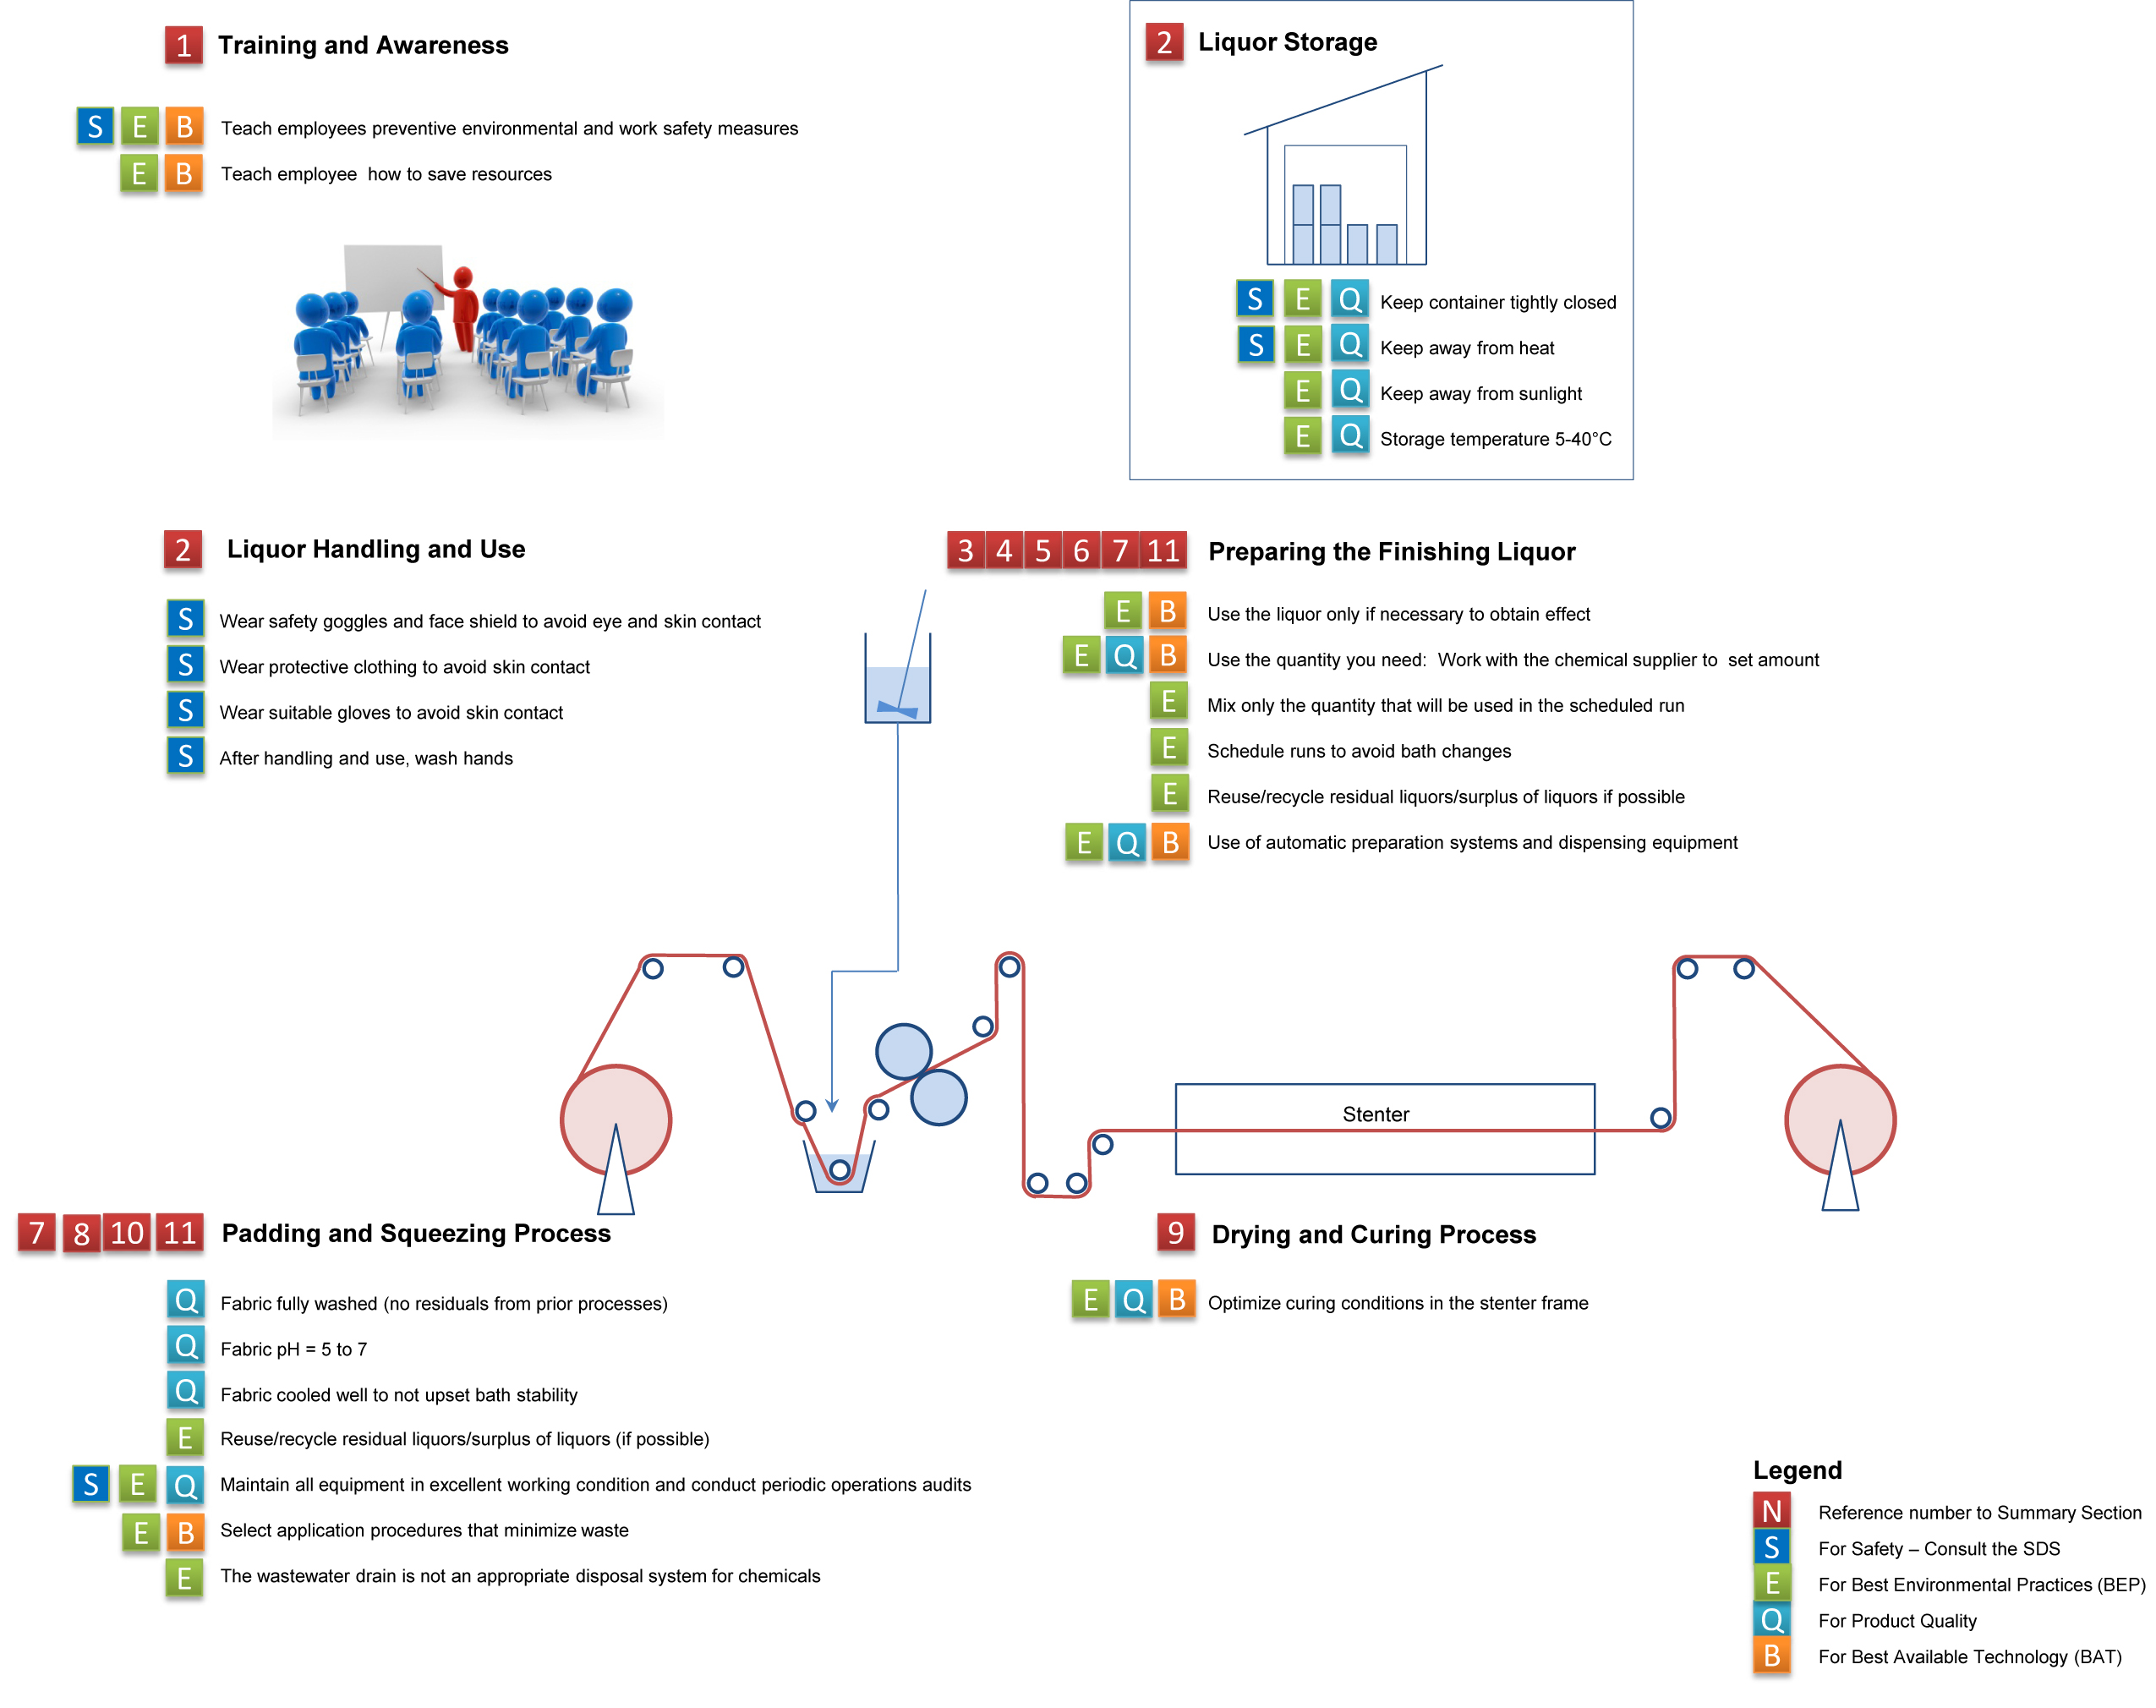 1 Training and Awareness
S E B Teach employees preventive environmental and work safety measures
E B Teach employee how to save resources
2 Liquor Storage
S E Q Keep container tightly closed
S E Q Keep away from heat
E Q Keep away from sunlight
E Q Storage temperature 5-40°C
2 Liquor Handling and Use
S Wear safety goggles and face shield to avoid eye and skin contact
S Wear protective clothing to avoid skin contact
S Wear suitable gloves to avoid skin contact
S After handling and use, wash hands
3 4 5 6 7 11 Preparing the Finishing Liquor
E B Use the liquor only if necessary to obtain effect
E Q B Use the quantity you need: Work with the chemical supplier to set amount
E Mix only the quantity that will be used in the scheduled run
E Schedule runs to avoid bath changes
E Reuse/recycle residual liquors/surplus of liquors if possible
E Q B Use of automatic preparation systems and dispensing equipment
Stenter
7 8 10 11 Padding and Squeezing Process
Q Fabric fully washed (no residuals from prior processes)
Q Fabric pH = 5 to 7
Q Fabric cooled well to not upset bath stability
E Reuse/recycle residual liquors/surplus of liquors (if possible)
S E Q Maintain all equipment in excellent working condition and conduct periodic operations audits
E B Select application procedures that minimize waste
E The wastewater drain is not an appropriate disposal system for chemicals
9 Drying and Curing Process
E Q B Optimize curing conditions in the stenter frame
Legend
N Reference number to Summary Section
S For Safety – Consult the SDS
E For Best Environmental Practices (BEP)
Q For Product Quality
B For Best Available Technology (BAT)